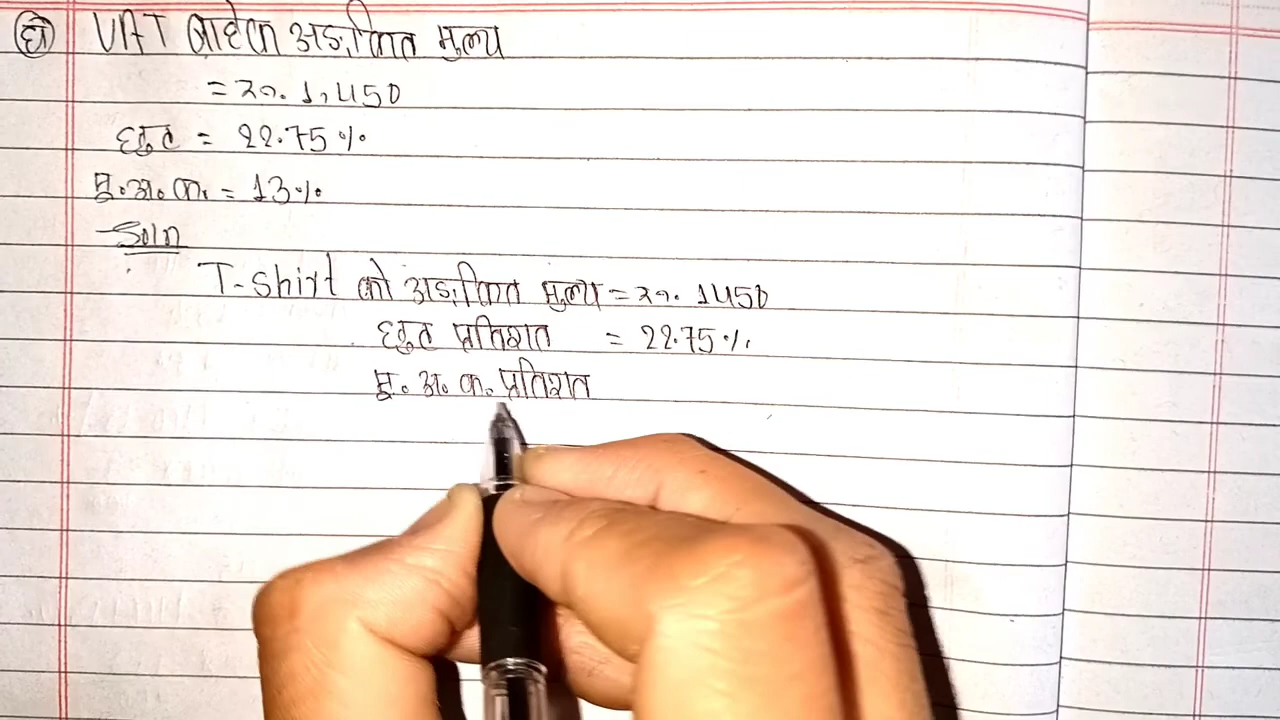 घ) VAT बाहेक अङ्कित मुल्य
= रू. 1,450
छुट = 22.75%
मु.अ.क. = 13%
Soln
T-shirt को अङ्कित मुल्य = रू. 1450
छुट प्रतिशत = 22.75%
मु. अ. क. प्रतिशत